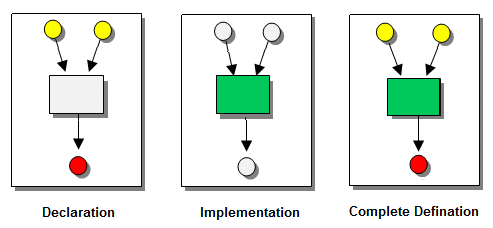 Declaration
Implementation
Complete Defination